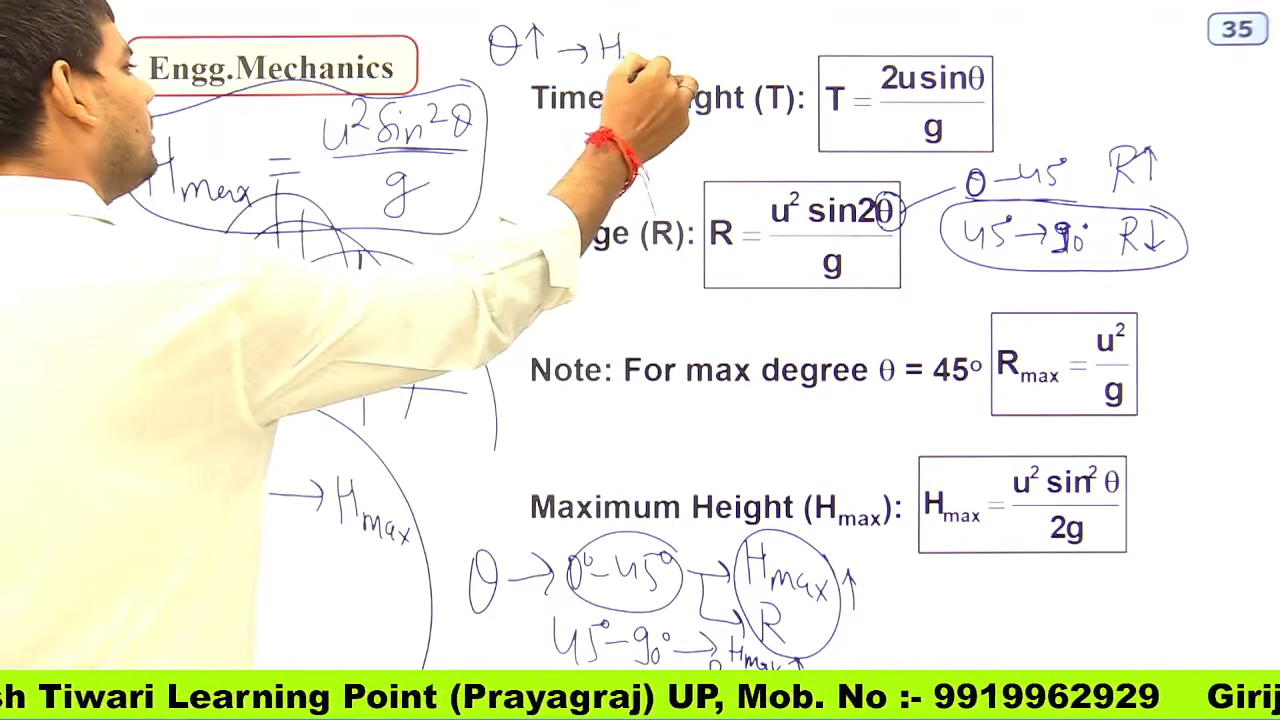 35
θ↑ → H
Engg.Mechanics
Hmax = u² sin²θ / g
Time ght (T): T = 2u sinθ / g
θ – 45° R↑
45° → 90° R↓
ge (R): R = u² sin2θ / g
Note: For max degree θ = 45° Rmax = u² / g
→ Hmax
Maximum Height (Hmax): Hmax = u² sin² θ / 2g
θ → 0° – 45° → Hmax ↑
R
45° – 90° → Hmax ↑
sh Tiwari Learning Point (Prayagraj) UP, Mob. No :- 9919962929 Girij